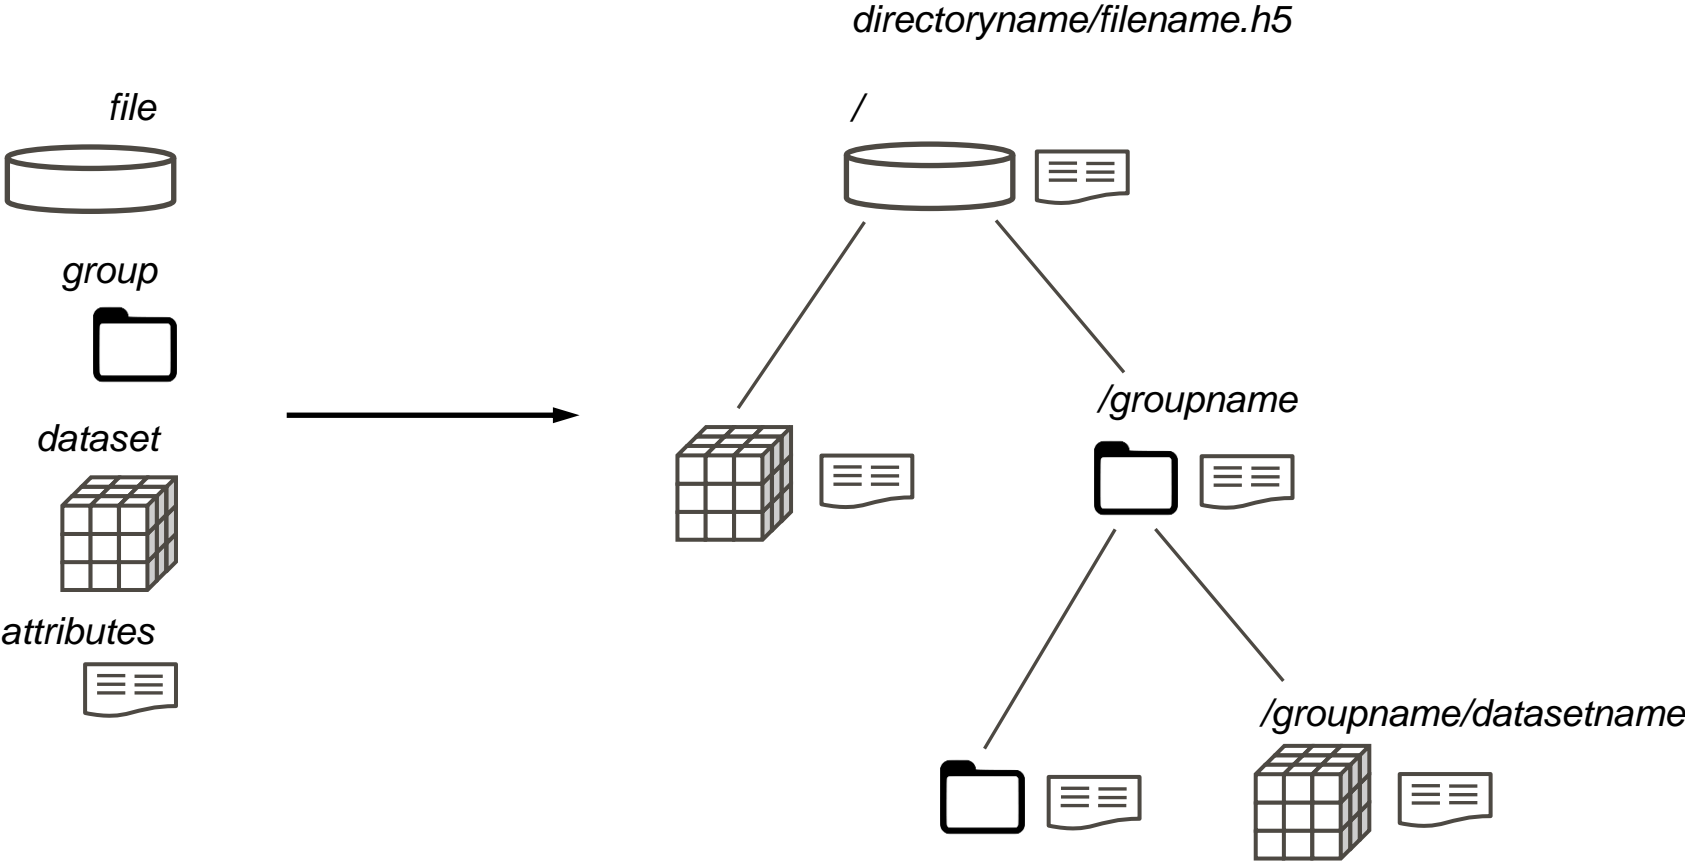 directoryname/filename.h5
file
/
group
/groupname
dataset
attributes
/groupname/datasetname